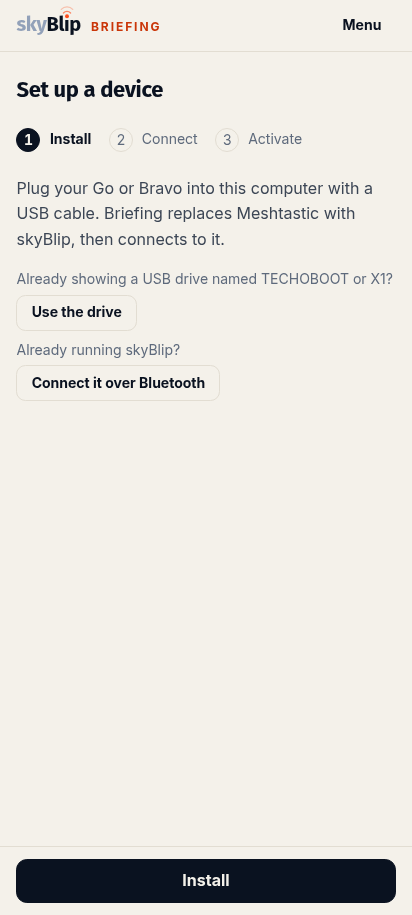 skyBlip BRIEFING Menu
Set up a device
1 Install 2 Connect 3 Activate
Plug your Go or Bravo into this computer with a
USB cable. Briefing replaces Meshtastic with
skyBlip, then connects to it.
Already showing a USB drive named TECHOBOOT or X1?
Use the drive
Already running skyBlip?
Connect it over Bluetooth
Install